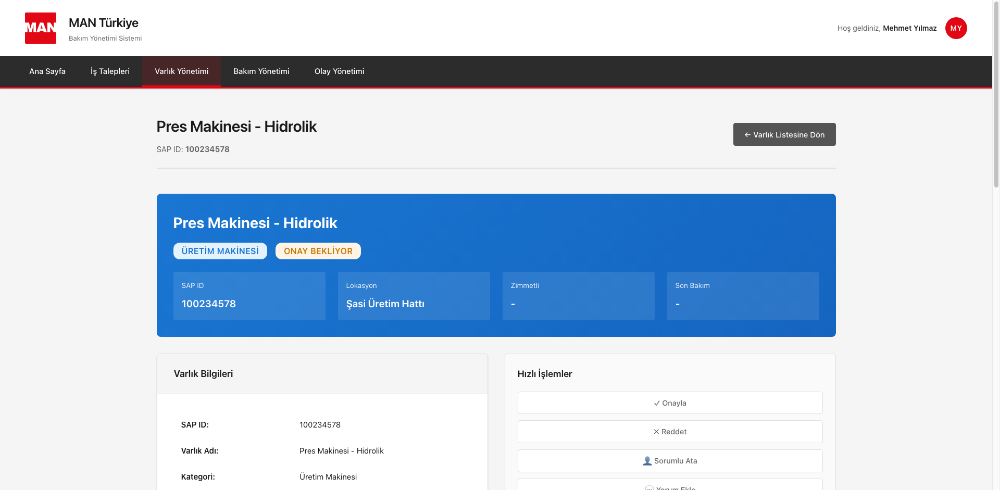 MAN
MAN Türkiye
Bakım Yönetimi Sistemi
Hoş geldiniz, Mehmet Yılmaz
MY
Ana Sayfa
İş Talepleri
Varlık Yönetimi
Bakım Yönetimi
Olay Yönetimi
Pres Makinesi - Hidrolik
SAP ID: 100234578
← Varlık Listesine Dön
Pres Makinesi - Hidrolik
ÜRETİM MAKİNESİ
ONAY BEKLİYOR
SAP ID
100234578
Lokasyon
Şasi Üretim Hattı
Zimmetli
-
Son Bakım
-
Varlık Bilgileri
SAP ID: 100234578
Varlık Adı: Pres Makinesi - Hidrolik
Kategori: Üretim Makinesi
Hızlı İşlemler
✓ Onayla
✕ Reddet
👤 Sorumlu Ata
💬 Yorum Ekle